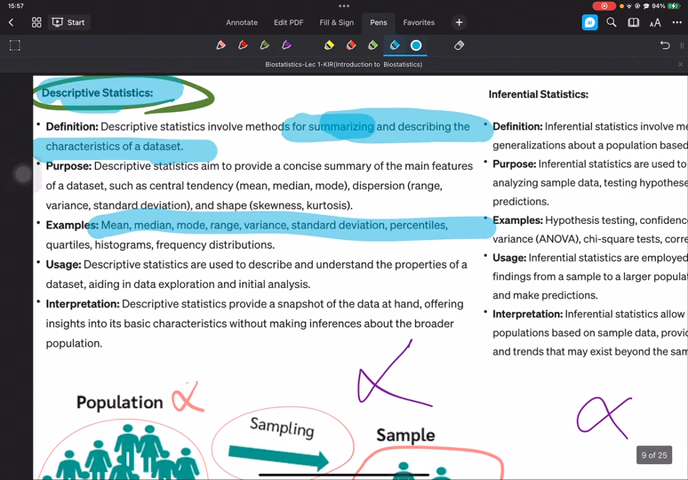 15:57
94%
Start
Annotate
Edit PDF
Fill & Sign
Pens
Favorites
Biostatistics-Lec 1-KIR(Introduction to Biostatistics)
Descriptive Statistics:
• Definition: Descriptive statistics involve methods for summarizing and describing the
characteristics of a dataset.
• Purpose: Descriptive statistics aim to provide a concise summary of the main features
of a dataset, such as central tendency (mean, median, mode), dispersion (range,
variance, standard deviation), and shape (skewness, kurtosis).
• Examples: Mean, median, mode, range, variance, standard deviation, percentiles,
quartiles, histograms, frequency distributions.
• Usage: Descriptive statistics are used to describe and understand the properties of a
dataset, aiding in data exploration and initial analysis.
• Interpretation: Descriptive statistics provide a snapshot of the data at hand, offering
insights into its basic characteristics without making inferences about the broader
population.
Inferential Statistics:
• Definition: Inferential statistics involve me
generalizations about a population based
• Purpose: Inferential statistics are used to
analyzing sample data, testing hypothese
predictions.
• Examples: Hypothesis testing, confidenc
variance (ANOVA), chi-square tests, corre
• Usage: Inferential statistics are employed
findings from a sample to a larger populat
and make predictions.
• Interpretation: Inferential statistics allow
populations based on sample data, provid
and trends that may exist beyond the sam
Population α
Sampling
Sample
α
α
9 of 25